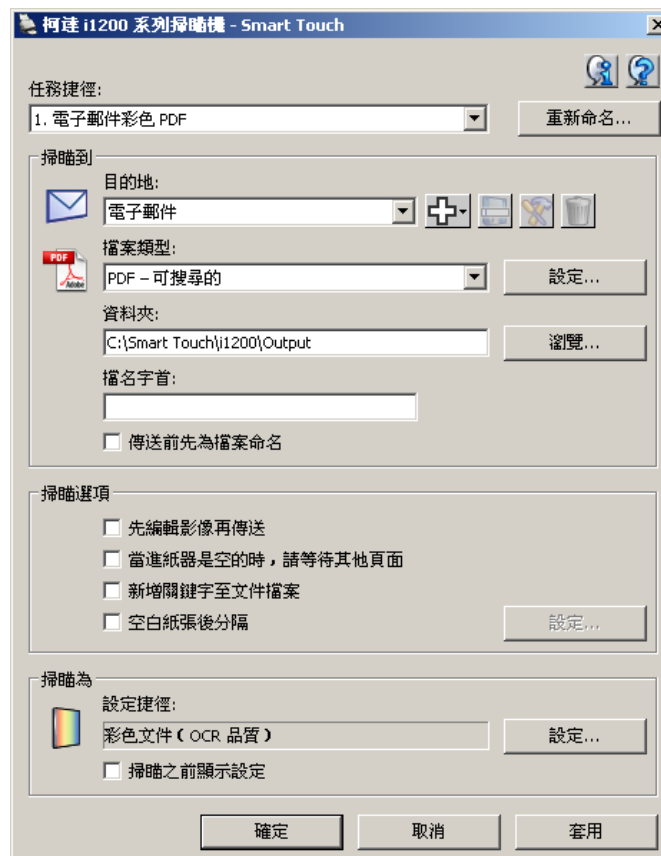 柯達 i1200 系列掃瞄機 - Smart Touch
任務捷徑:
1. 電子郵件彩色 PDF
重新命名...
掃瞄到
目的地:
電子郵件
檔案類型:
PDF
Adobe
PDF – 可搜尋的
設定...
資料夾:
C:\Smart Touch\i1200\Output
瀏覽...
檔名字首:
傳送前先為檔案命名
掃瞄選項
先編輯影像再傳送
當進紙器是空的時，請等待其他頁面
新增關鍵字至文件檔案
空白紙張後分隔
設定...
掃瞄為
設定捷徑:
彩色文件（OCR 品質）
設定...
掃瞄之前顯示設定
確定
取消
套用